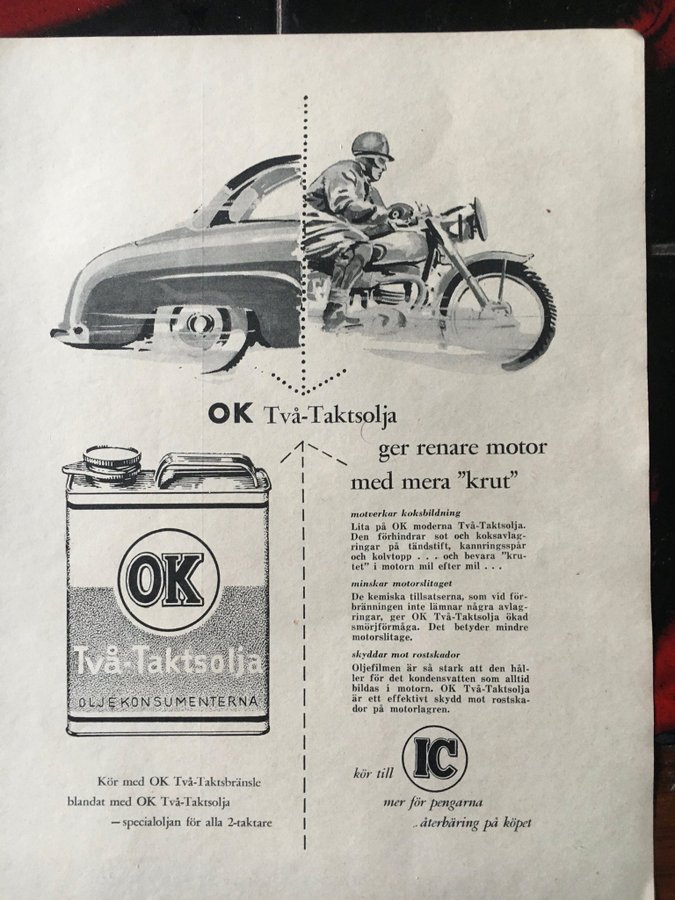 OK Två-Taktsolja
ger renare motor
med mera ”krut”
motverkar koksbildning
Lita på OK moderna Två-Taktsolja.
Den förhindrar sot och koksavlag-
ringar på tändstift, kannringsspår
och kolvtopp . . . och bevara ”kru-
tet” i motorn mil efter mil . . .
minskar motorslitaget
De kemiska tillsatserna, som vid för-
bränningen inte lämnar några avlag-
ringar, ger OK Två-Taktsolja ökad
smörjförmåga. Det betyder mindre
motorslitage.
skyddar mot rostskador
Oljefilmen är så stark att den hål-
ler för det kondensvatten som alltid
bildas i motorn. OK Två-Taktsolja
är ett effektivt skydd mot rostska-
dor på motorlagren.
OK
Två-Taktsolja
OLJEKONSUMENTERNA
Kör med OK Två-Taktsbränsle
blandat med OK Två-Taktsolja
— specialoljan för alla 2-taktare
kör till IC
mer för pengarna
. . återbäring på köpet